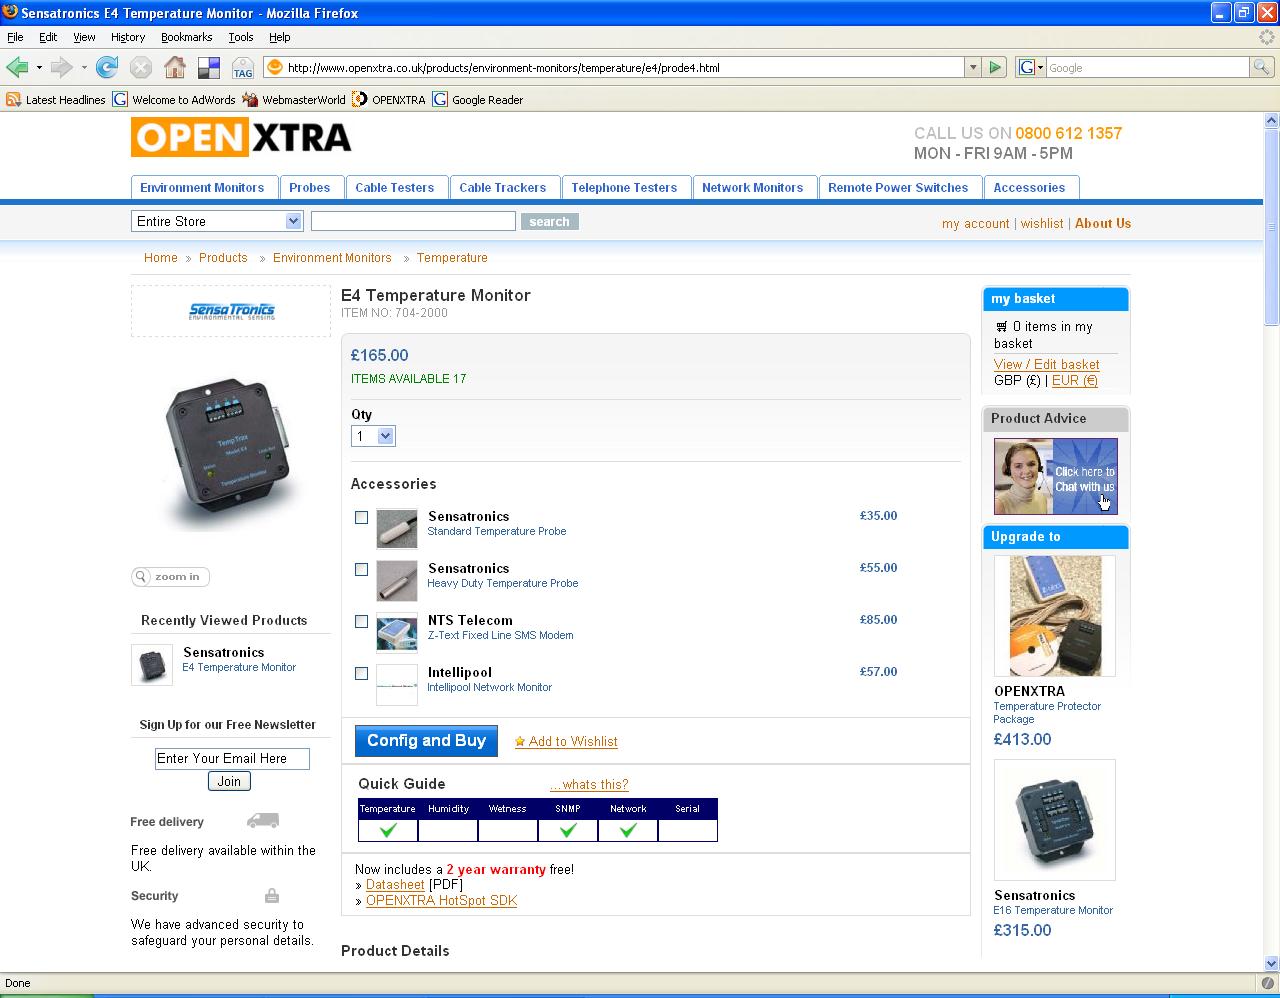 Sensatronics E4 Temperature Monitor - Mozilla Firefox
File Edit View History Bookmarks Tools Help
TAG
http://www.openxtra.co.uk/products/environment-monitors/temperature/e4/prode4.html
G Google
Latest Headlines Welcome to AdWords WebmasterWorld OPENXTRA Google Reader
OPENXTRA
CALL US ON 0800 612 1357
MON - FRI 9AM - 5PM
Environment Monitors Probes Cable Testers Cable Trackers Telephone Testers Network Monitors Remote Power Switches Accessories
Entire Store search
my account | wishlist | About Us
Home » Products » Environment Monitors » Temperature
SensaTronics
ENVIRONMENTAL SENSING
TempTrax
Model E4
Temperature Monitor
zoom in
Recently Viewed Products
Sensatronics
E4 Temperature Monitor
Sign Up for our Free Newsletter
Enter Your Email Here
Join
Free delivery
Free delivery available within the
UK.
Security
We have advanced security to
safeguard your personal details.
E4 Temperature Monitor
ITEM NO: 704-2000
£165.00
ITEMS AVAILABLE 17
Qty
1
Accessories
Sensatronics £35.00
Standard Temperature Probe
Sensatronics £55.00
Heavy Duty Temperature Probe
NTS Telecom £85.00
Z-Text Fixed Line SMS Modem
Intellipool £57.00
Intellipool Network Monitor
Config and Buy Add to Wishlist
Quick Guide ...whats this?
Temperature Humidity Wetness SNMP Network Serial
Now includes a 2 year warranty free!
» Datasheet [PDF]
» OPENXTRA HotSpot SDK
Product Details
my basket
0 items in my
basket
View / Edit basket
GBP (£) | EUR (€)
Product Advice
Click here to
Chat with us
Upgrade to
OPENXTRA
Temperature Protector
Package
£413.00
Sensatronics
E16 Temperature Monitor
£315.00
Done